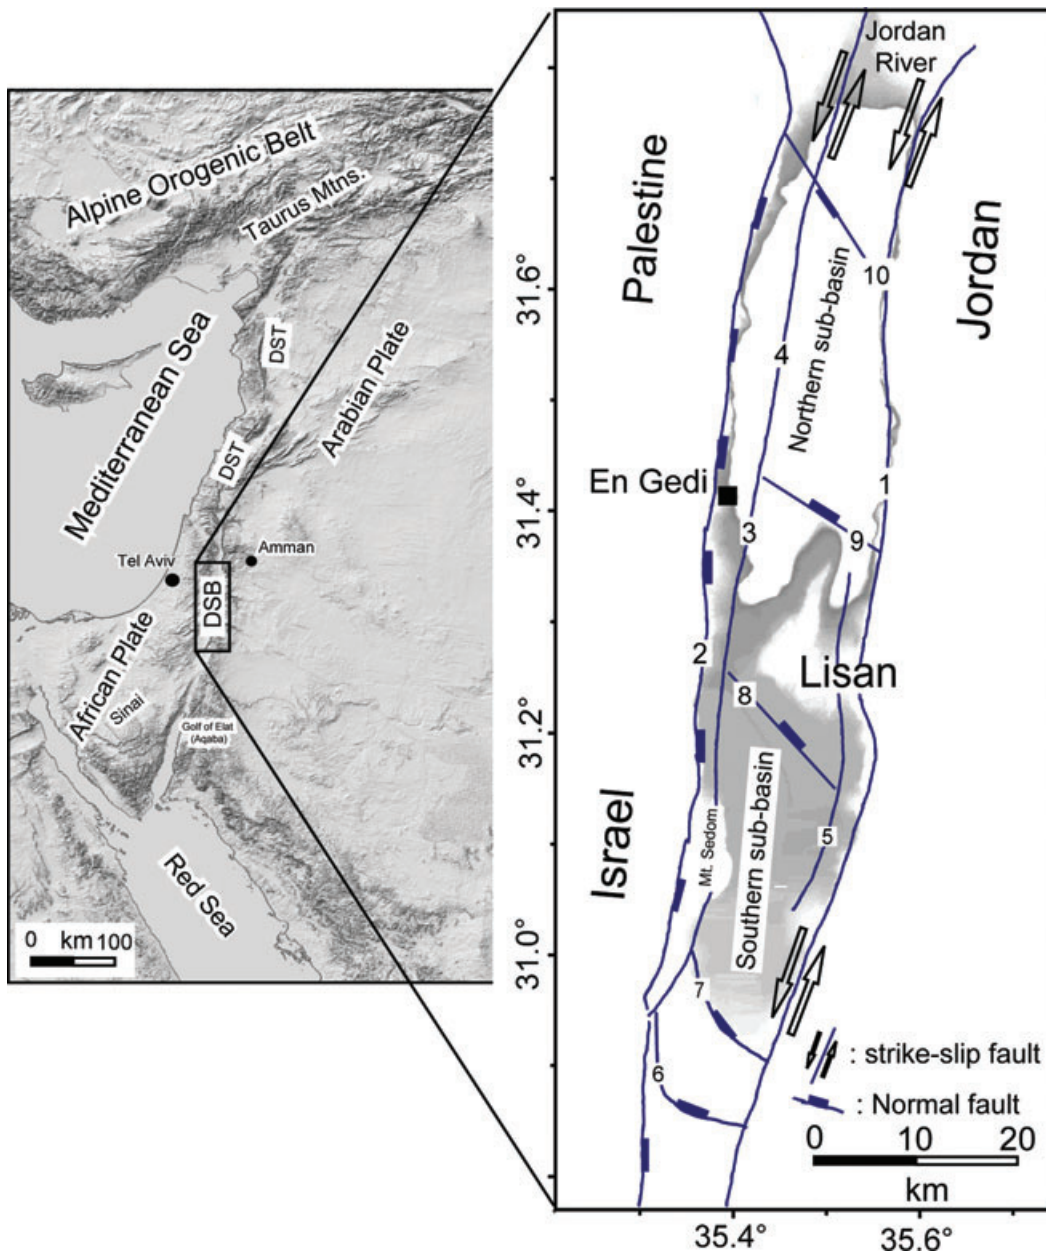 Alpine Orogenic Belt
Taurus Mtns.
Mediterranean Sea
DST
Arabian Plate
DST
Tel Aviv
Amman
DSB
African Plate
Sinai
Golf of Elat
(Aqaba)
Red Sea
0 km 100
Jordan
River
Palestine
Jordan
31.6°
10
Northern sub-basin
4
En Gedi
1
31.4°
3
9
2
Lisan
8
31.2°
Israel
Mt. Sedom
Southern sub-basin
5
31.0°
7
6
: strike-slip fault
: Normal fault
0 10 20
km
35.4° 35.6°